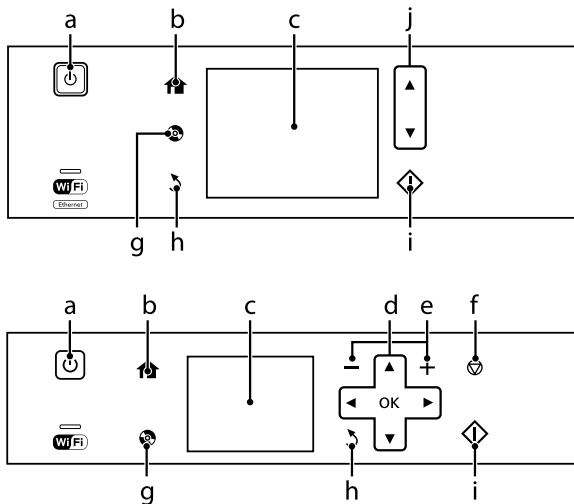 a b c j
WiFi
Ethernet
g h i
a b c d e f
OK
WiFi
g h i